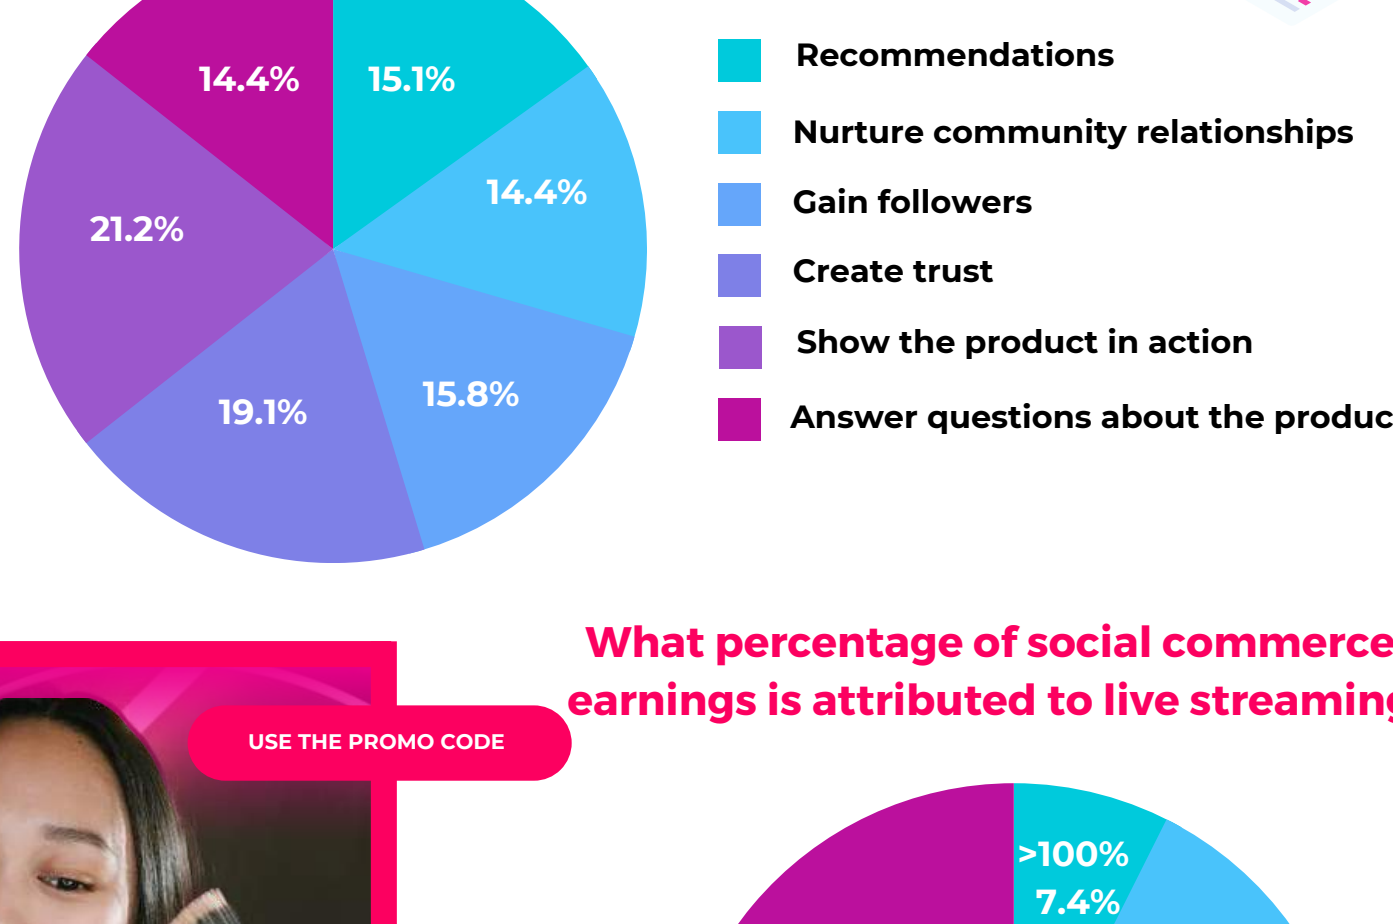 14.4%
15.1%
14.4%
21.2%
15.8%
19.1%
Recommendations
Nurture community relationships
Gain followers
Create trust
Show the product in action
Answer questions about the produc
What percentage of social commerce
earnings is attributed to live streaming
USE THE PROMO CODE
>100%
7.4%